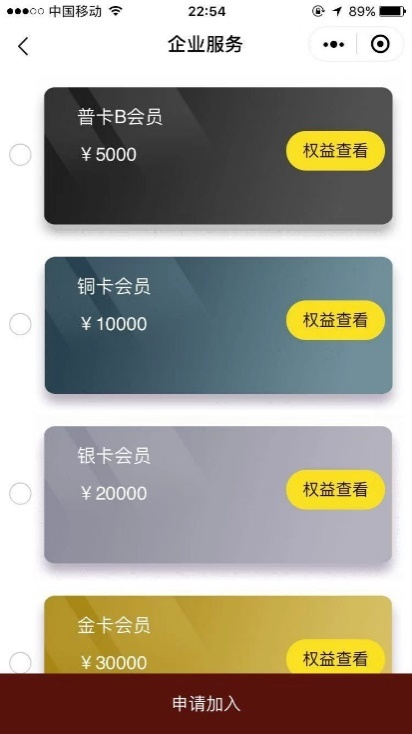 中国移动 22:54 89%
企业服务
普卡B会员
￥5000
权益查看
铜卡会员
￥10000
权益查看
银卡会员
￥20000
权益查看
金卡会员
￥30000
权益查看
申请加入